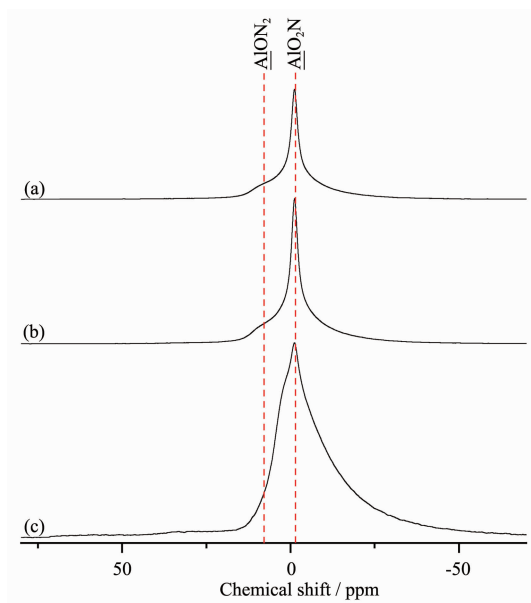 AlON₂
AlO₂N
(a)
(b)
(c)
50
0
-50
Chemical shift / ppm